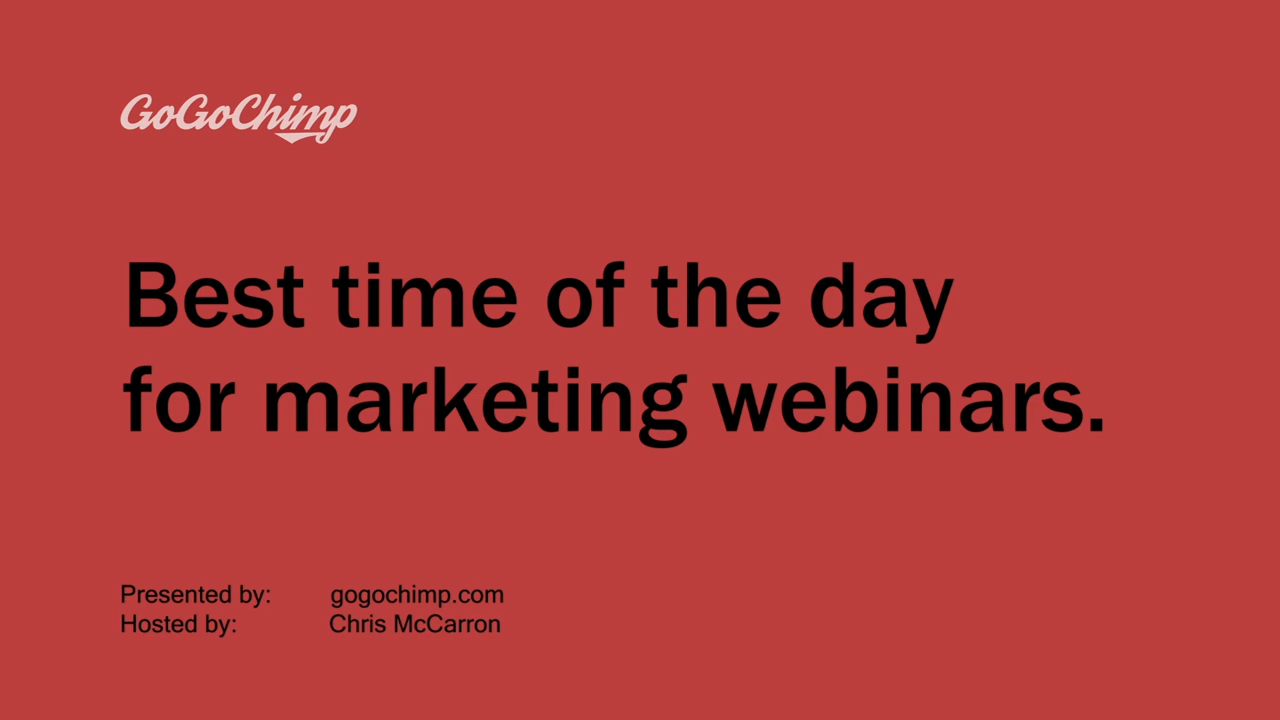 GoGoChimp
Best time of the day
for marketing webinars.
Presented by: gogochimp.com
Hosted by: Chris McCarron